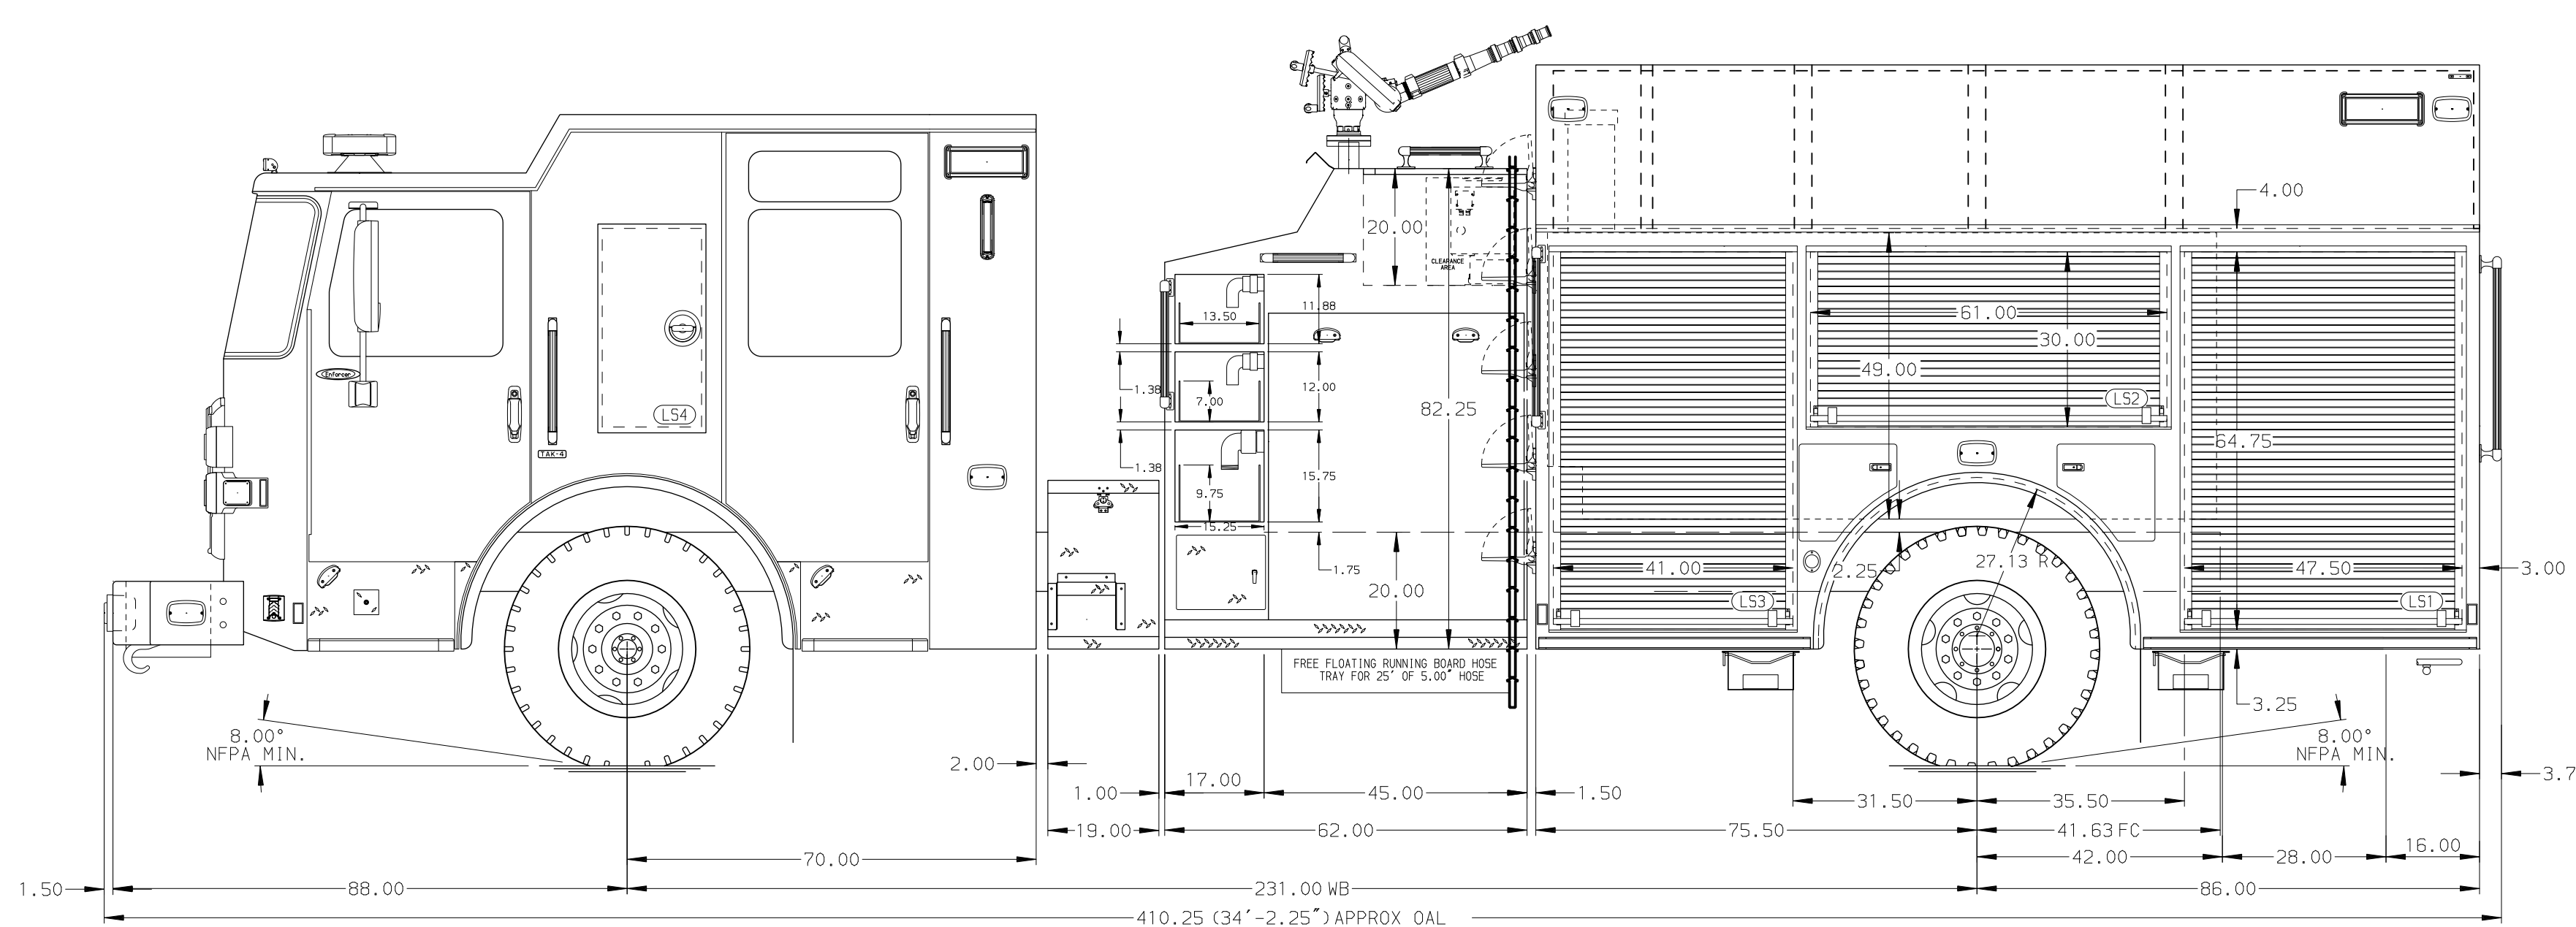 4.00
20.00
CLEARANCE
AREA
11.88
13.50
61.00
30.00
49.00
Enforcer
1.38
12.00
7.00
LS2
LS4
82.25
64.75
TAK-4
1.38
15.75
9.75
15.25
27.13 R
1.75
2.25
41.00
47.50
3.00
20.00
LS3
LS1
FREE FLOATING RUNNING BOARD HOSE
TRAY FOR 25' OF 5.00" HOSE
3.25
8.00°
NFPA MIN.
8.00°
NFPA MIN.
2.00
3.7
17.00
1.00
45.00
1.50
31.50
35.50
19.00
62.00
75.50
41.63 FC
70.00
42.00
28.00
16.00
1.50
88.00
231.00 WB
86.00
410.25 (34'-2.25") APPROX OAL